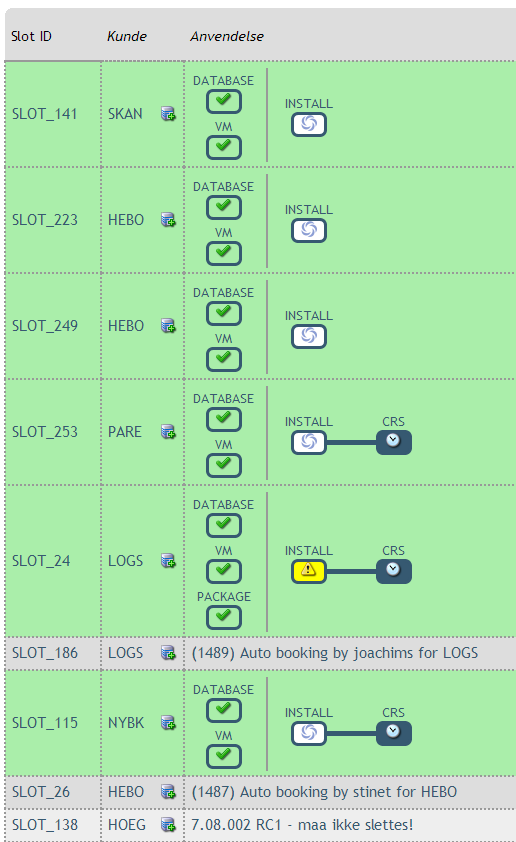 Slot ID Kunde Anvendelse
DATABASE
INSTALL
SLOT_141 SKAN
VM
DATABASE
INSTALL
SLOT_223 HEBO
VM
DATABASE
INSTALL
SLOT_249 HEBO
VM
DATABASE
INSTALL CRS
SLOT_253 PARE
VM
DATABASE
VM
INSTALL CRS
SLOT_24 LOGS
PACKAGE
SLOT_186 LOGS (1489) Auto booking by joachims for LOGS
DATABASE
INSTALL CRS
SLOT_115 NYBK
VM
SLOT_26 HEBO (1487) Auto booking by stinet for HEBO
SLOT_138 HOEG 7.08.002 RC1 - maa ikke slettes!